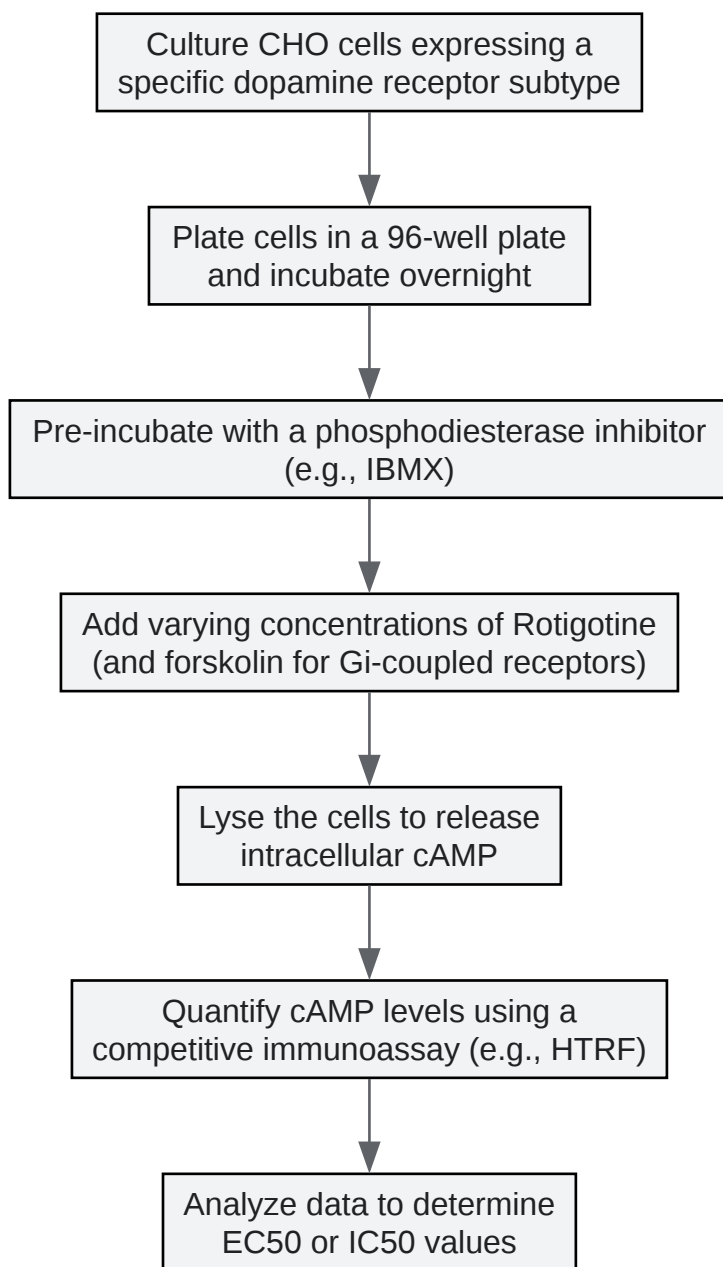 Culture CHO cells expressing a
specific dopamine receptor subtype
Plate cells in a 96-well plate
and incubate overnight
Pre-incubate with a phosphodiesterase inhibitor
(e.g., IBMX)
Add varying concentrations of Rotigotine
(and forskolin for Gi-coupled receptors)
Lyse the cells to release
intracellular cAMP
Quantify cAMP levels using a
competitive immunoassay (e.g., HTRF)
Analyze data to determine
EC50 or IC50 values